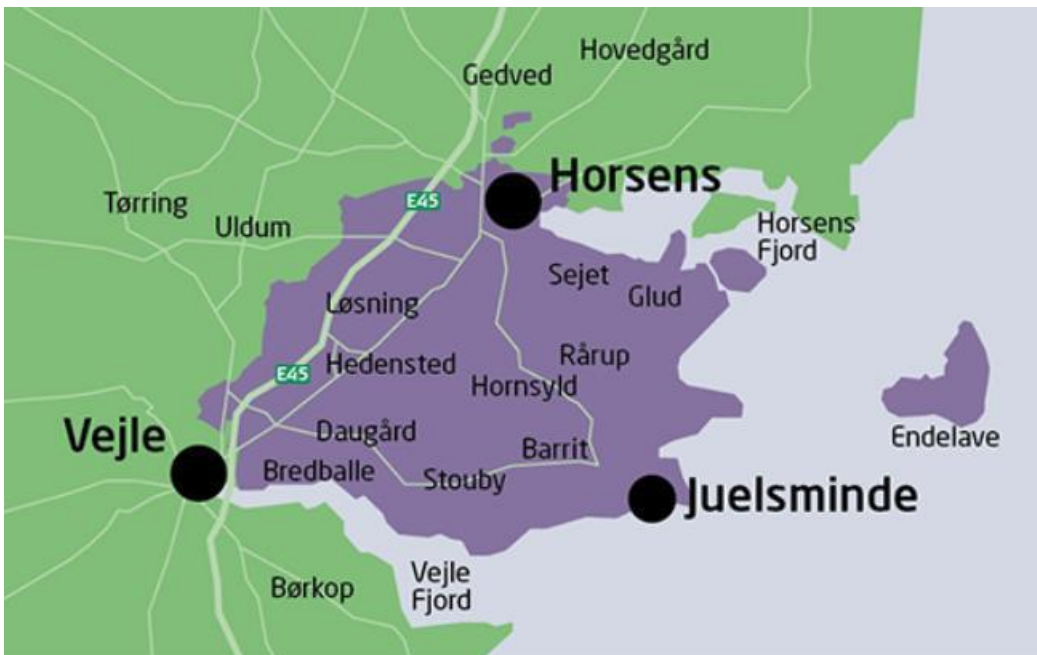 Hovedgård
Gedved
Horsens
Tørring
E45
Uldum
Horsens
Fjord
Sejet
Glud
Løsning
Rårup
Hedensted
E45
Hornsyld
Vejle
Daugård
Endelave
Barrit
Bredballe
Stouby
Juelsminde
Vejle
Fjord
Børkop